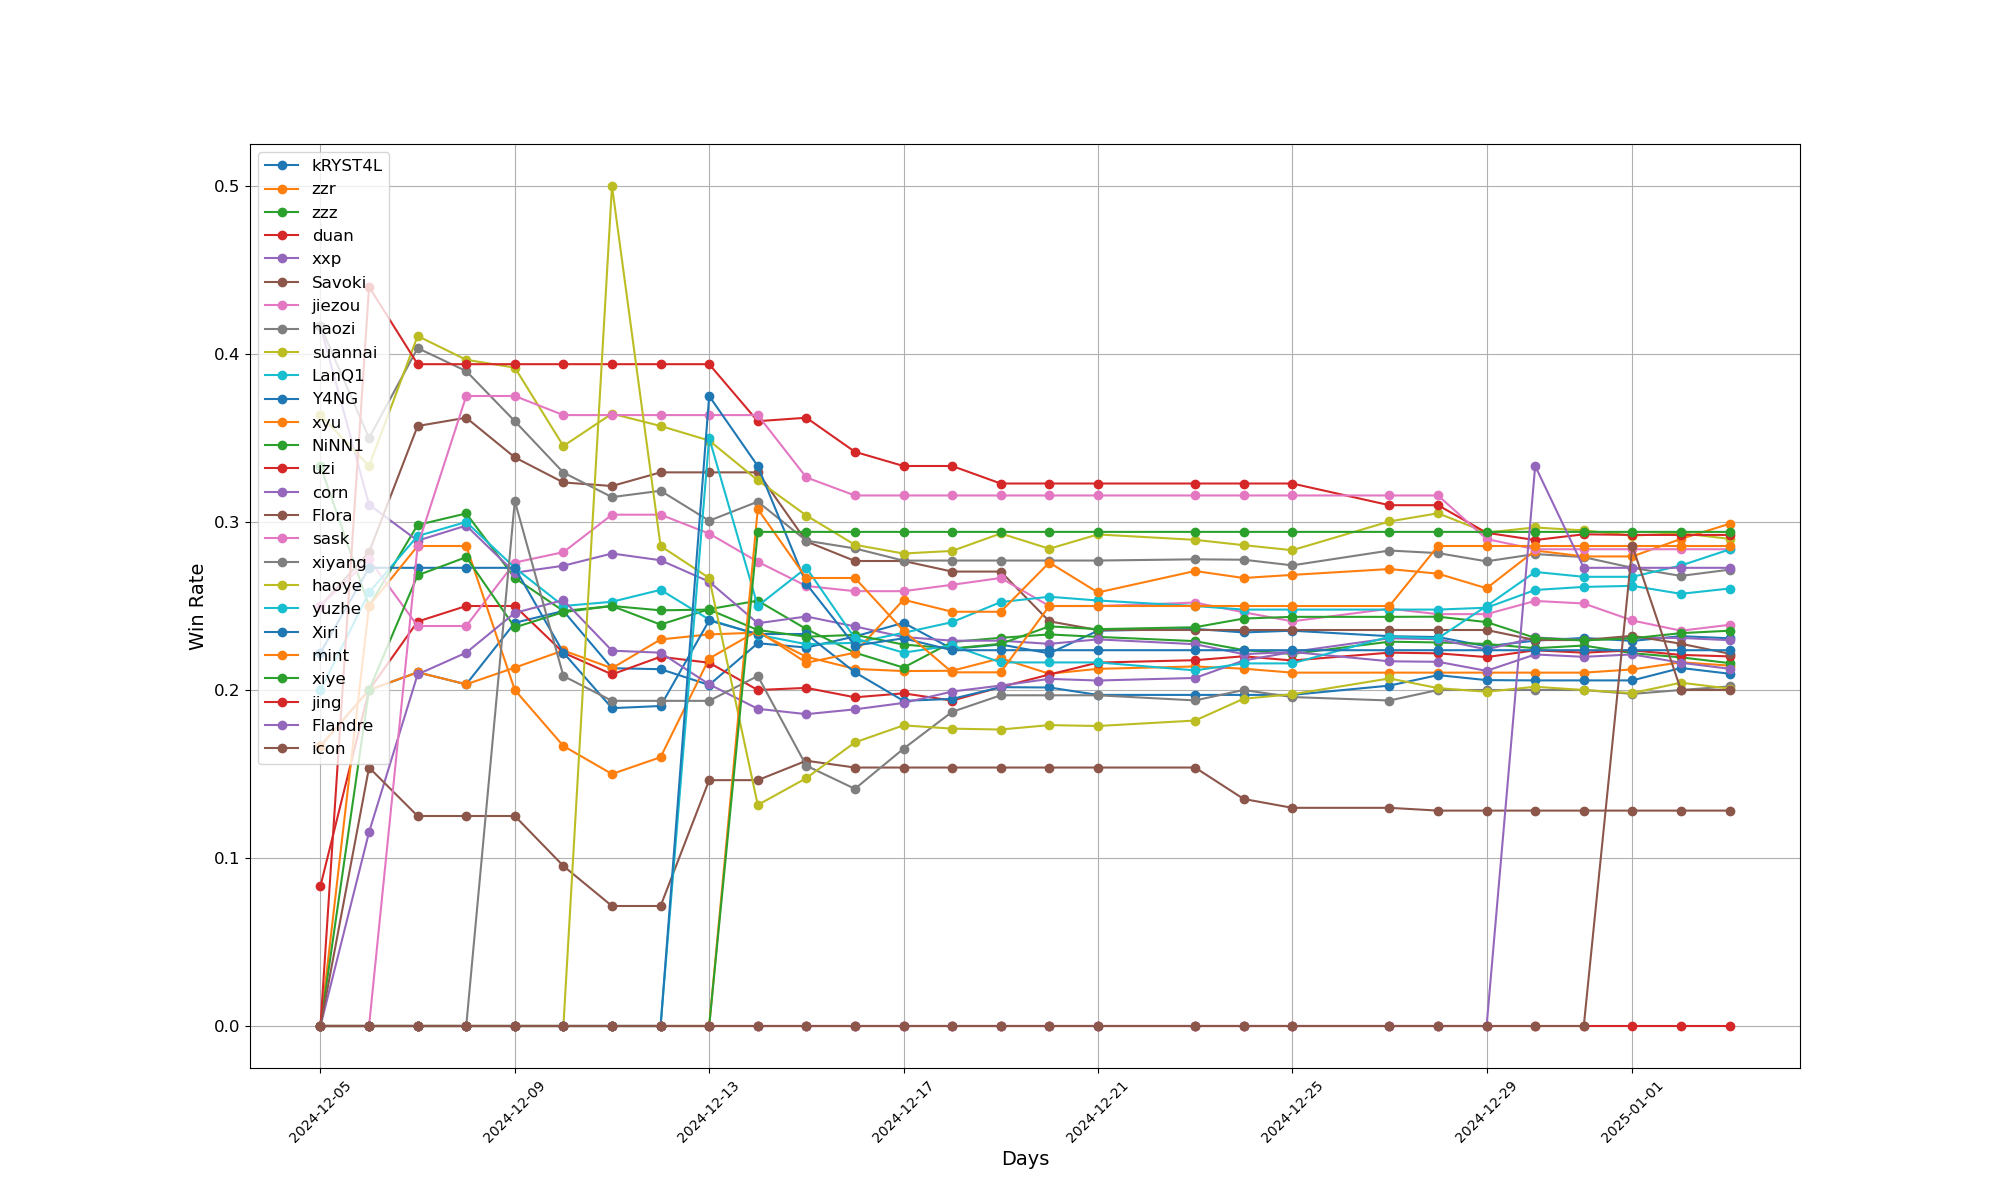 kRYST4L
zzr
zzz
duan
xxp
Savoki
jiezou
haozi
suannai
LanQ1
Y4NG
xyu
NiNN1
uzi
corn
Flora
sask
xiyang
haoye
yuzhe
Xiri
mint
xiye
jing
Flandre
icon
0.5
0.4
0.3
0.2
0.1
0.0
Win Rate
2024-12-05
2024-12-09
2024-12-13
2024-12-17
2024-12-21
2024-12-25
2024-12-29
2025-01-01
Days